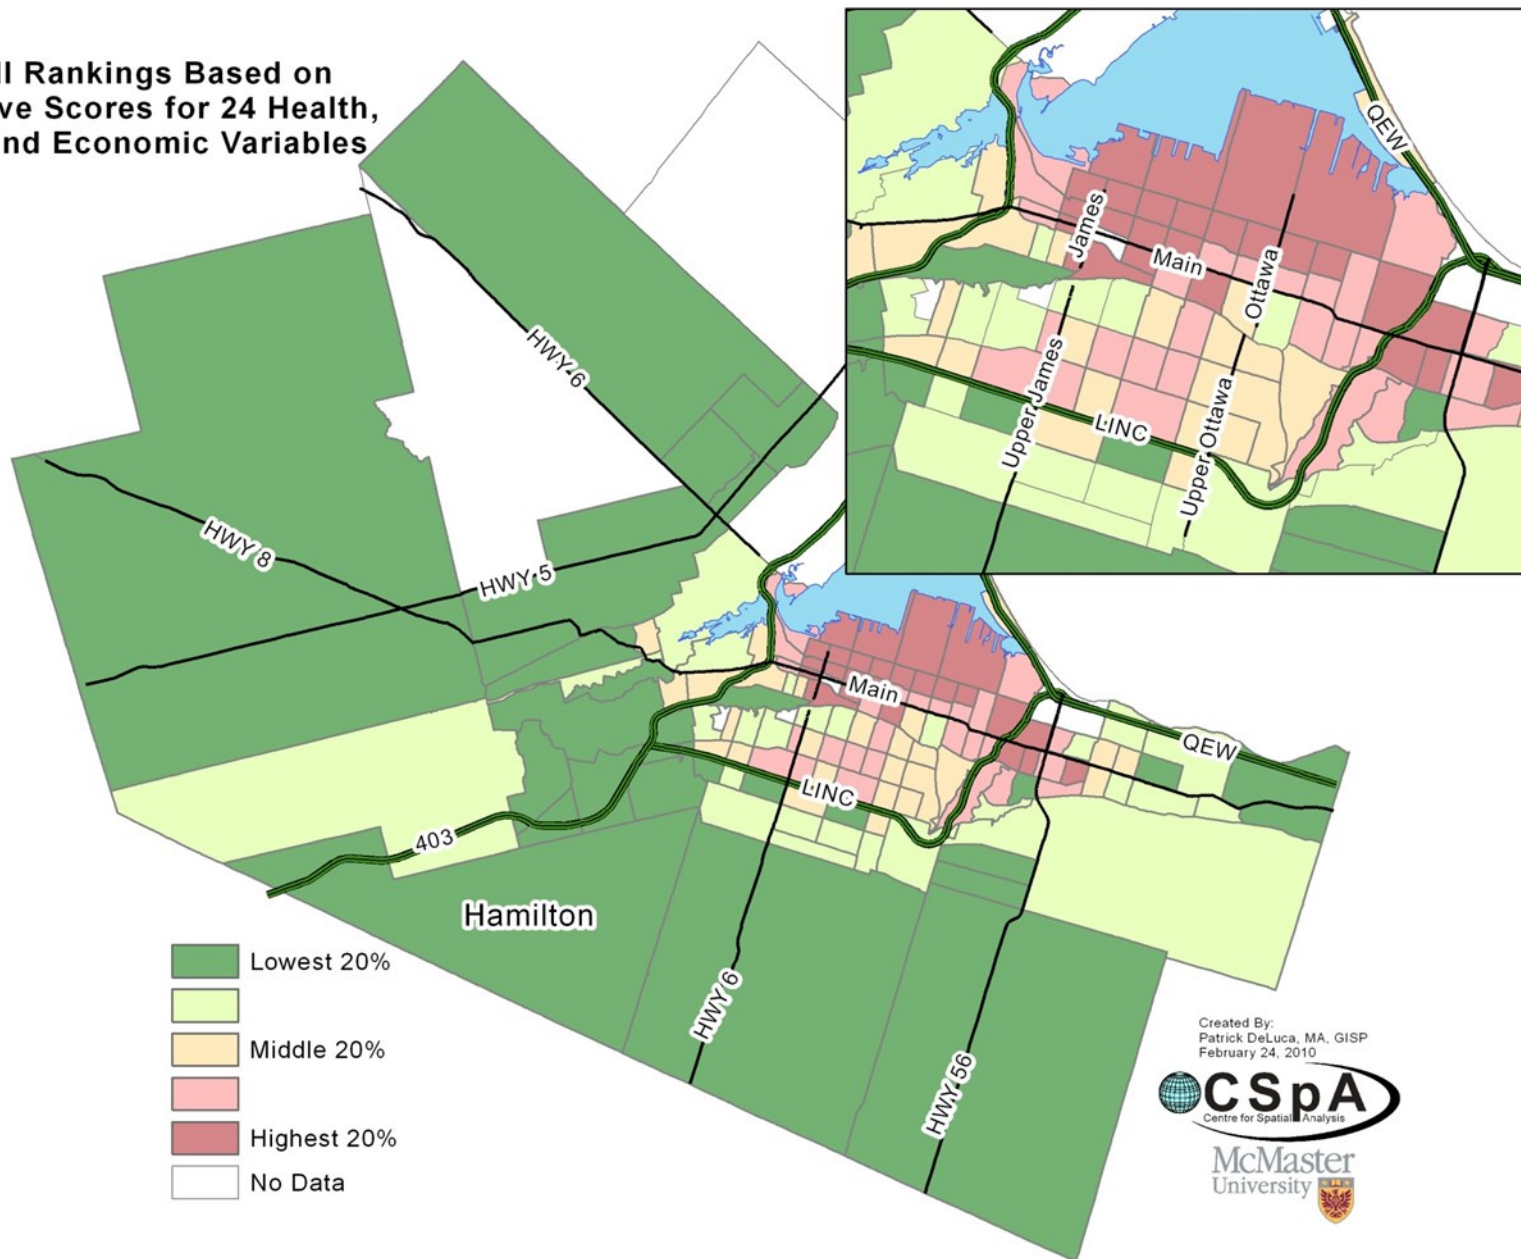 ll Rankings Based on
ve Scores for 24 Health,
nd Economic Variables
QEW
James
Main
Ottawa
Upper James
LINC
Upper Ottawa
HWY 6
HWY 8
HWY 5
Main
QEW
LINC
403
Hamilton
HWY 6
HWY 56
Lowest 20%
Middle 20%
Highest 20%
No Data
Created By:
Patrick DeLuca, MA, GISP
February 24, 2010
CSpA
Centre for Spatial Analysis
McMaster
University